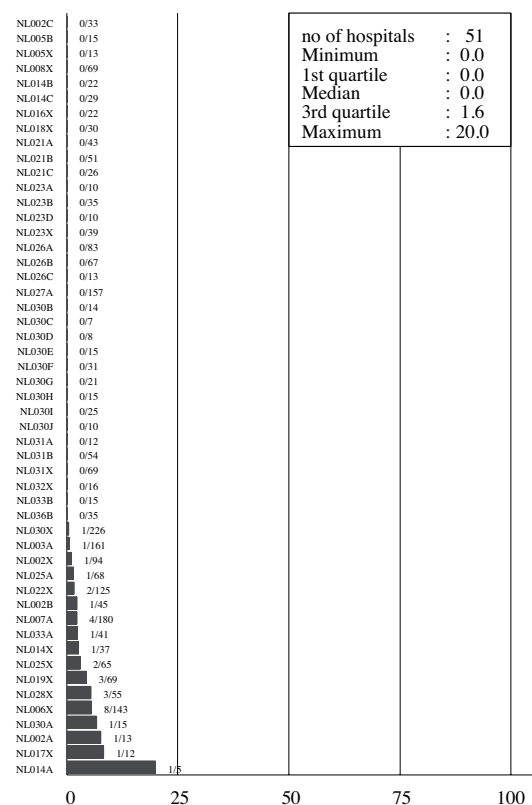 NL002C 0/33
NL005B 0/15
NL005X 0/13
NL008X 0/69
NL014B 0/22
NL014C 0/29
NL016X 0/22
NL018X 0/30
NL021A 0/43
NL021B 0/51
NL021C 0/26
NL023A 0/10
NL023B 0/35
NL023D 0/10
NL023X 0/39
NL026A 0/83
NL026B 0/67
NL026C 0/13
NL027A 0/157
NL030B 0/14
NL030C 0/7
NL030D 0/8
NL030E 0/15
NL030F 0/31
NL030G 0/21
NL030H 0/15
NL030I 0/25
NL030J 0/10
NL031A 0/12
NL031B 0/54
NL031X 0/69
NL032X 0/16
NL033B 0/15
NL036B 0/35
NL030X 1/226
NL003A 1/161
NL002X 1/94
NL025A 1/68
NL022X 2/125
NL002B 1/45
NL007A 4/180
NL033A 1/41
NL014X 1/37
NL025X 2/65
NL019X 3/69
NL028X 3/55
NL006X 8/143
NL030A 1/15
NL002A 1/13
NL017X 1/12
NL014A 1/5
no of hospitals : 51
Minimum : 0.0
1st quartile : 0.0
Median : 0.0
3rd quartile : 1.6
Maximum : 20.0
0 25 50 75 100